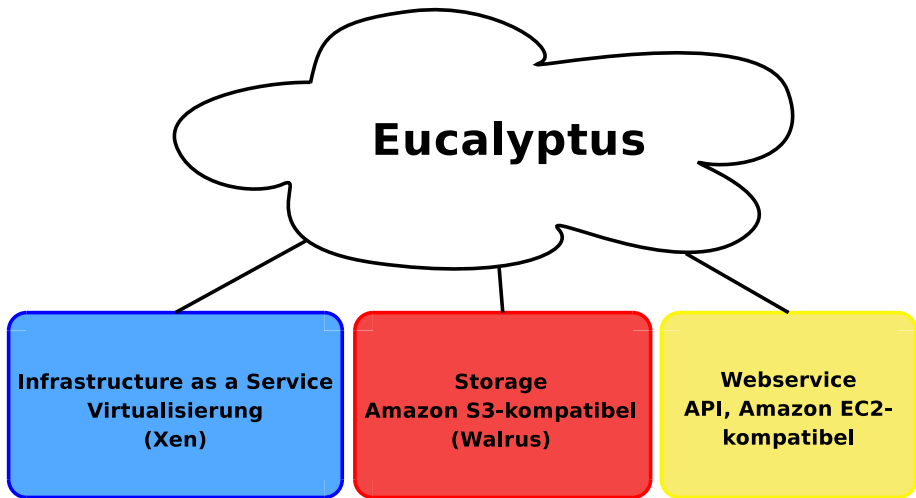 Eucalyptus
Infrastructure as a Service
Virtualisierung
(Xen)
Storage
Amazon S3-kompatibel
(Walrus)
Webservice
API, Amazon EC2-
kompatibel